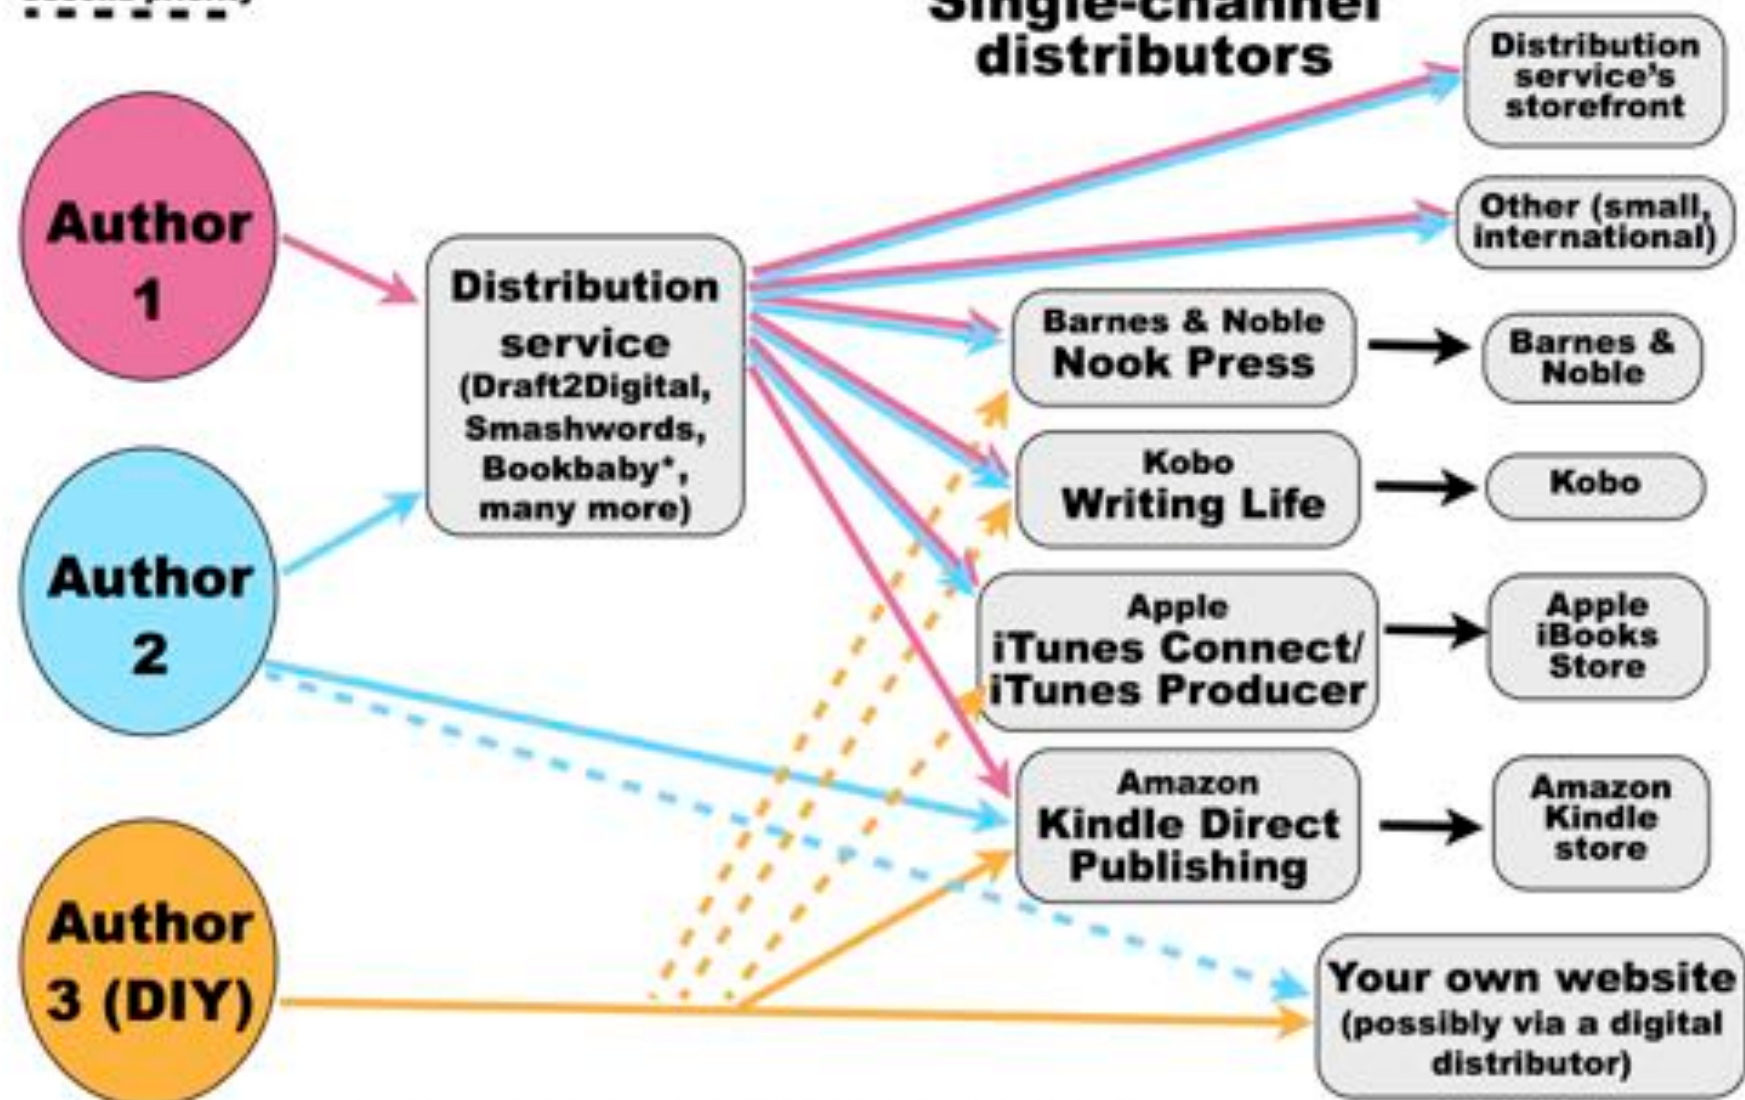 second priority
Single-channel
distributors
Distribution
service's
storefront
Other (small,
international)
Author
1
Distribution
service
(Draft2Digital,
Smashwords,
Bookbaby*,
many more)
Barnes & Noble
Nook Press
Barnes &
Noble
Kobo
Writing Life
Kobo
Author
2
Apple
iTunes Connect/
iTunes Producer
Apple
iBooks
Store
Amazon
Kindle Direct
Publishing
Amazon
Kindle
store
Author
3 (DIY)
Your own website
(possibly via a digital
distributor)